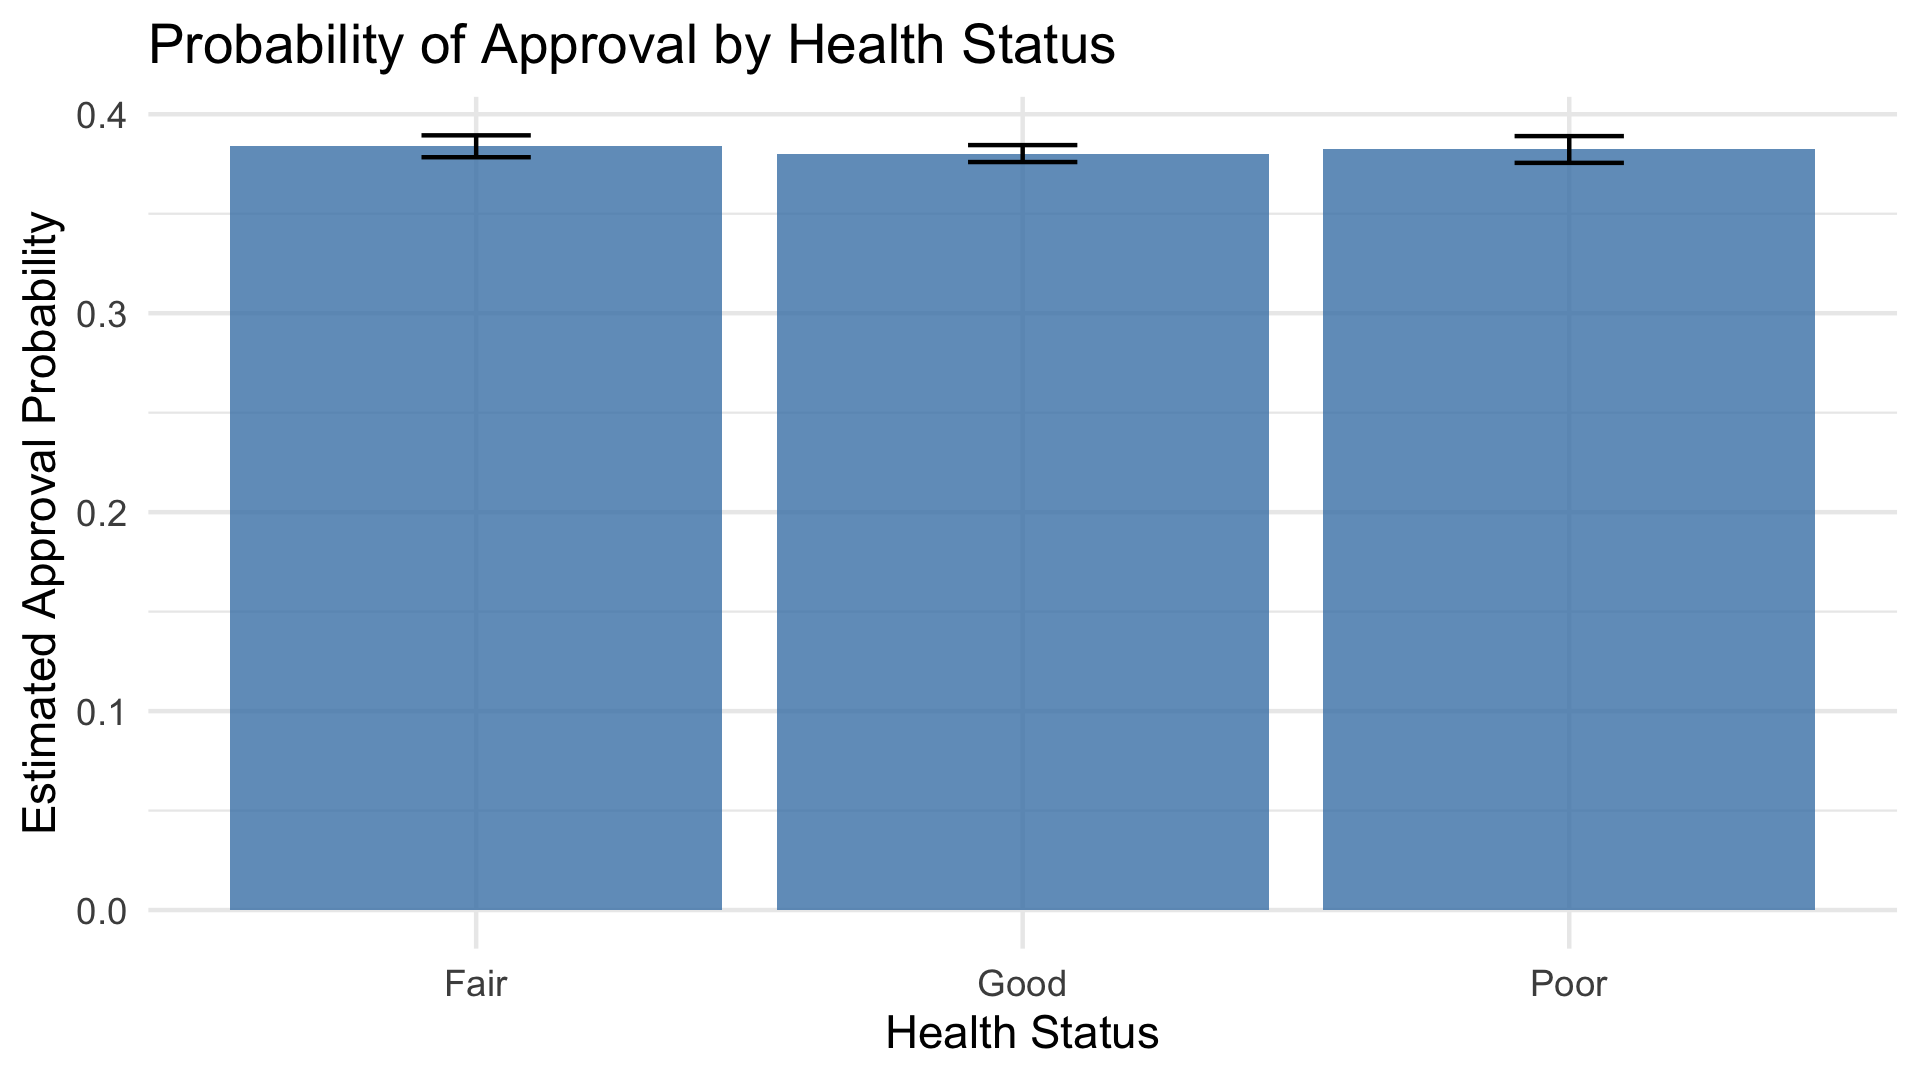 Probability of Approval by Health Status
Estimated Approval Probability
0.4
0.3
0.2
0.1
0.0
Fair
Good
Poor
Health Status